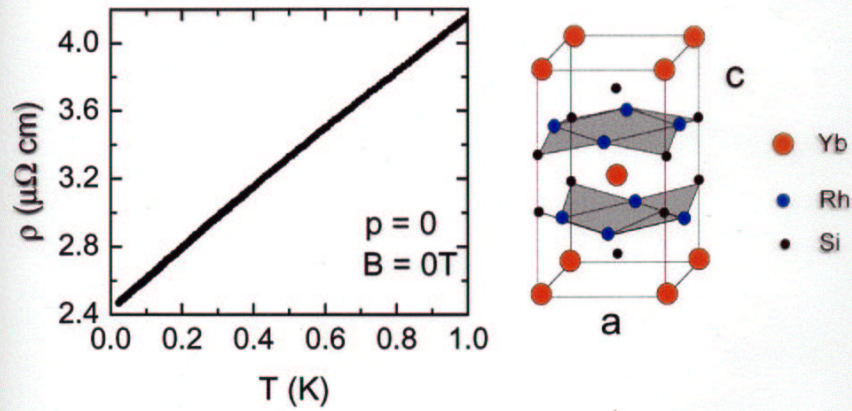 4.0
3.6
3.2
2.8
2.4
ρ (μΩ cm)
p = 0
B = 0T
0.0 0.2 0.4 0.6 0.8 1.0
T (K)
c
a
Yb
Rh
Si